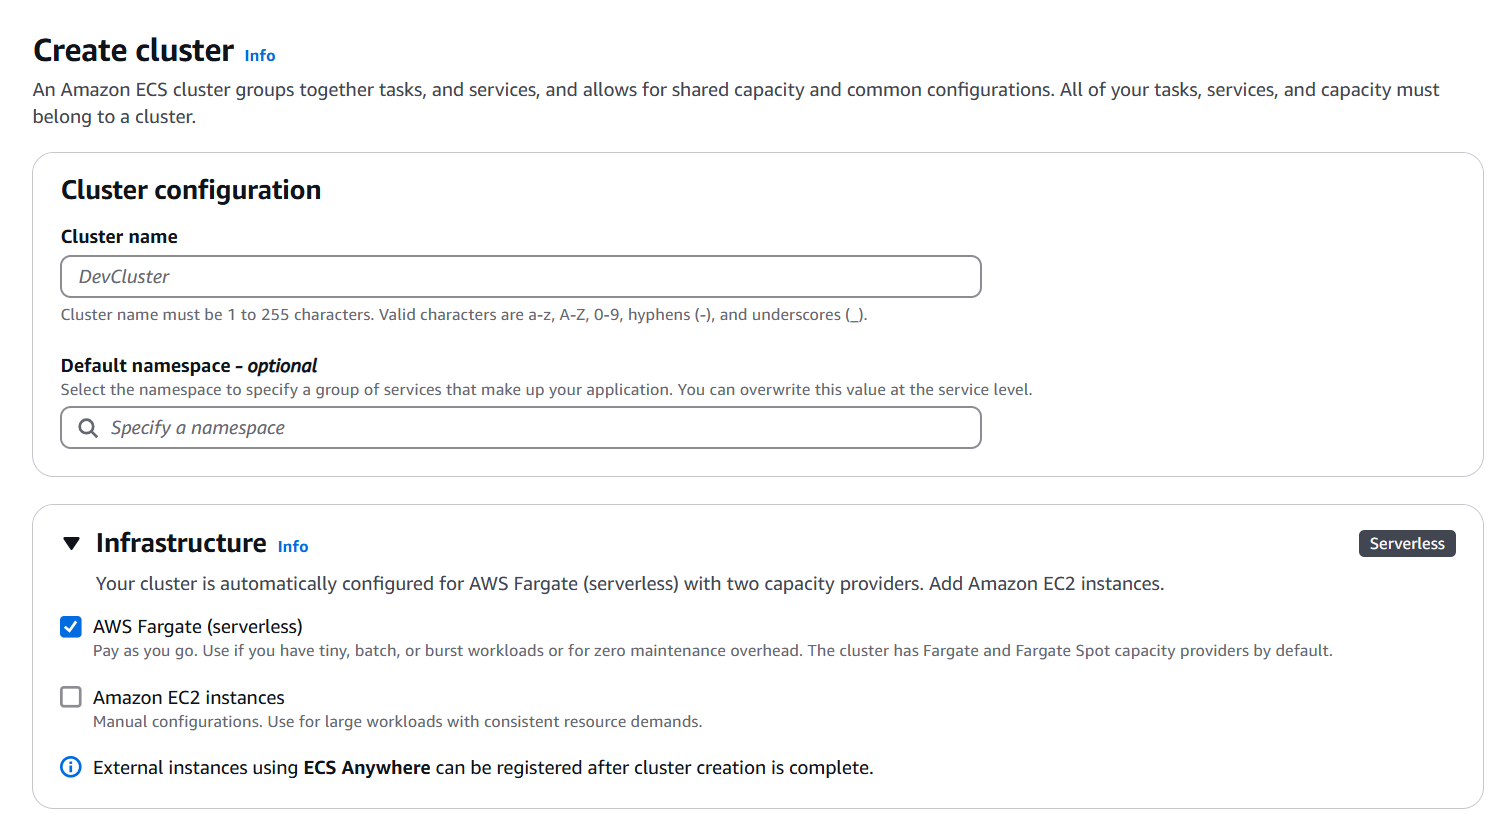 Create cluster Info
An Amazon ECS cluster groups together tasks, and services, and allows for shared capacity and common configurations. All of your tasks, services, and capacity must
belong to a cluster.
Cluster configuration
Cluster name
DevCluster
Cluster name must be 1 to 255 characters. Valid characters are a-z, A-Z, 0-9, hyphens (-), and underscores (_).
Default namespace - optional
Select the namespace to specify a group of services that make up your application. You can overwrite this value at the service level.
Specify a namespace
Infrastructure Info
Serverless
Your cluster is automatically configured for AWS Fargate (serverless) with two capacity providers. Add Amazon EC2 instances.
AWS Fargate (serverless)
Pay as you go. Use if you have tiny, batch, or burst workloads or for zero maintenance overhead. The cluster has Fargate and Fargate Spot capacity providers by default.
Amazon EC2 instances
Manual configurations. Use for large workloads with consistent resource demands.
External instances using ECS Anywhere can be registered after cluster creation is complete.